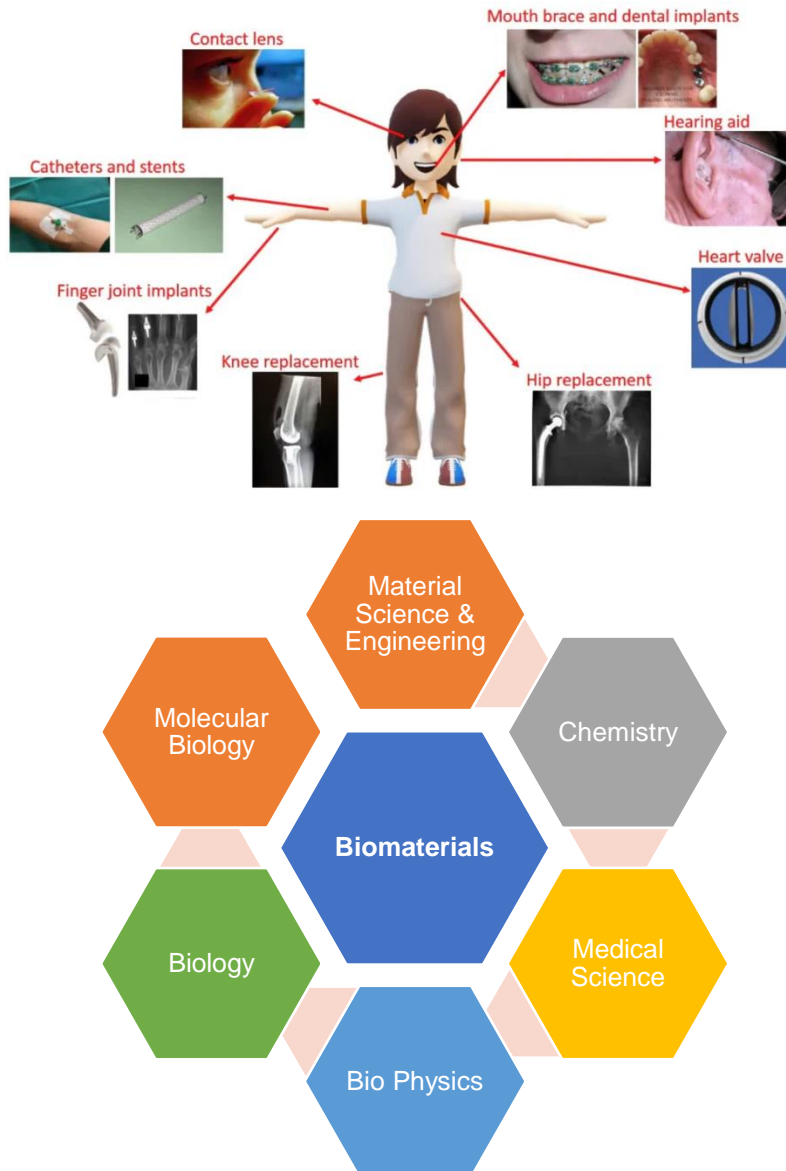 Mouth brace and dental implants
Contact lens
Hearing aid
Catheters and stents
Heart valve
Finger joint implants
Knee replacement
Hip replacement
Material
Science &
Engineering
Molecular
Biology
Chemistry
Biomaterials
Biology
Medical
Science
Bio Physics